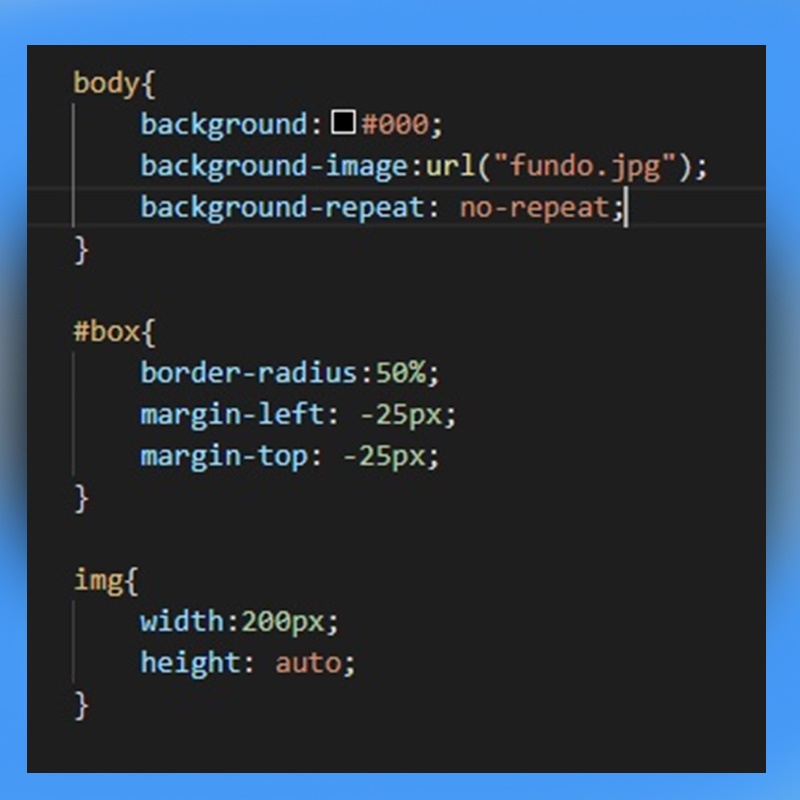 body{
background: #000;
background-image:url("fundo.jpg");
background-repeat: no-repeat;
}
#box{
border-radius:50%;
margin-left: -25px;
margin-top: -25px;
}
img{
width:200px;
height: auto;
}